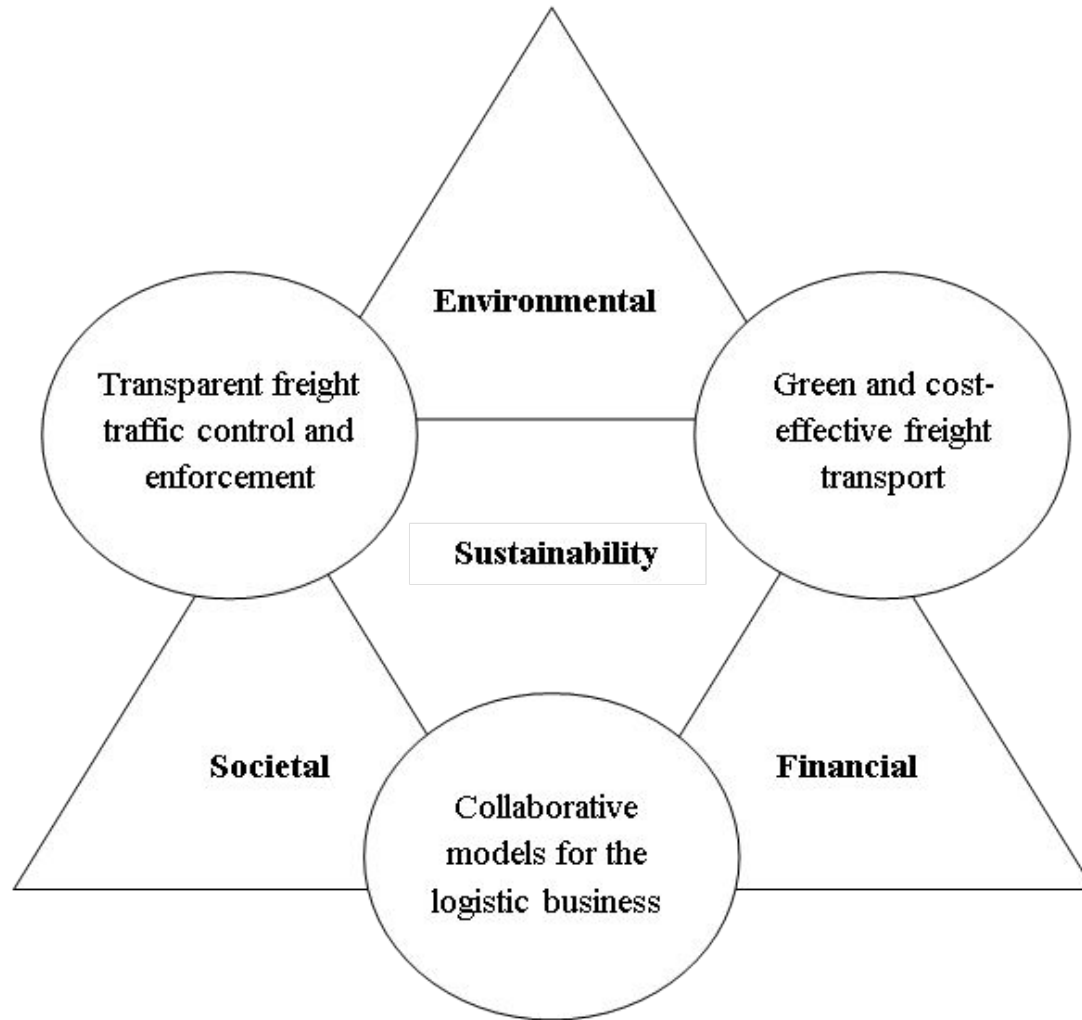 Environmental
Transparent freight
traffic control and
enforcement
Green and cost-
effective freight
transport
Sustainability
Societal
Financial
Collaborative
models for the
logistic business